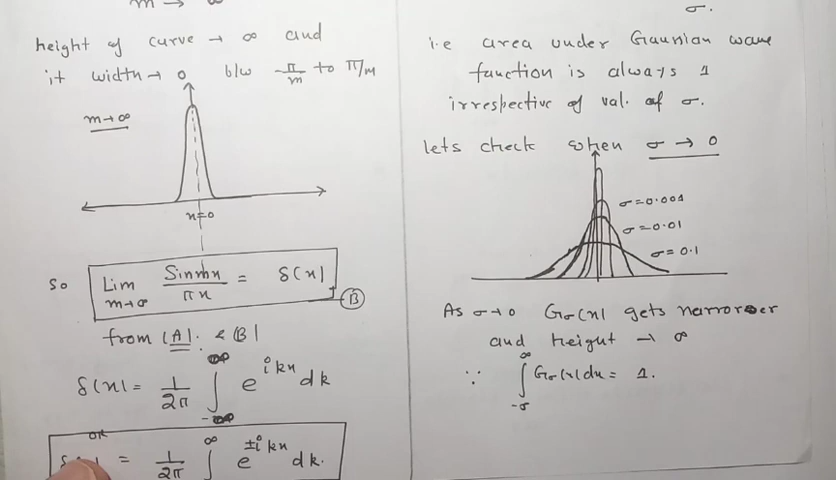 m → ∞
height of curve → ∞ and
it width → 0 b/w -π/m to π/m
m→∞
x=0
So Lim m→∞ Sin mx / πx = δ(x)
B
from (A). & (B)
δ(x) = 1/2π ∫_{-∞}^{∞} e^{ikx} dk
or
= 1/2π ∫^{∞} e^{±ikx} dk.
σ.
i.e area under Gaussian wave
function is always 1
irrespective of val. of σ.
lets check when σ → 0
σ=0.001
σ=0.01
σ=0.1
As σ→0 Gσ(x) gets narrower
and height → ∞
∵ ∫_{-σ}^{∞} Gσ(x)dx = 1.